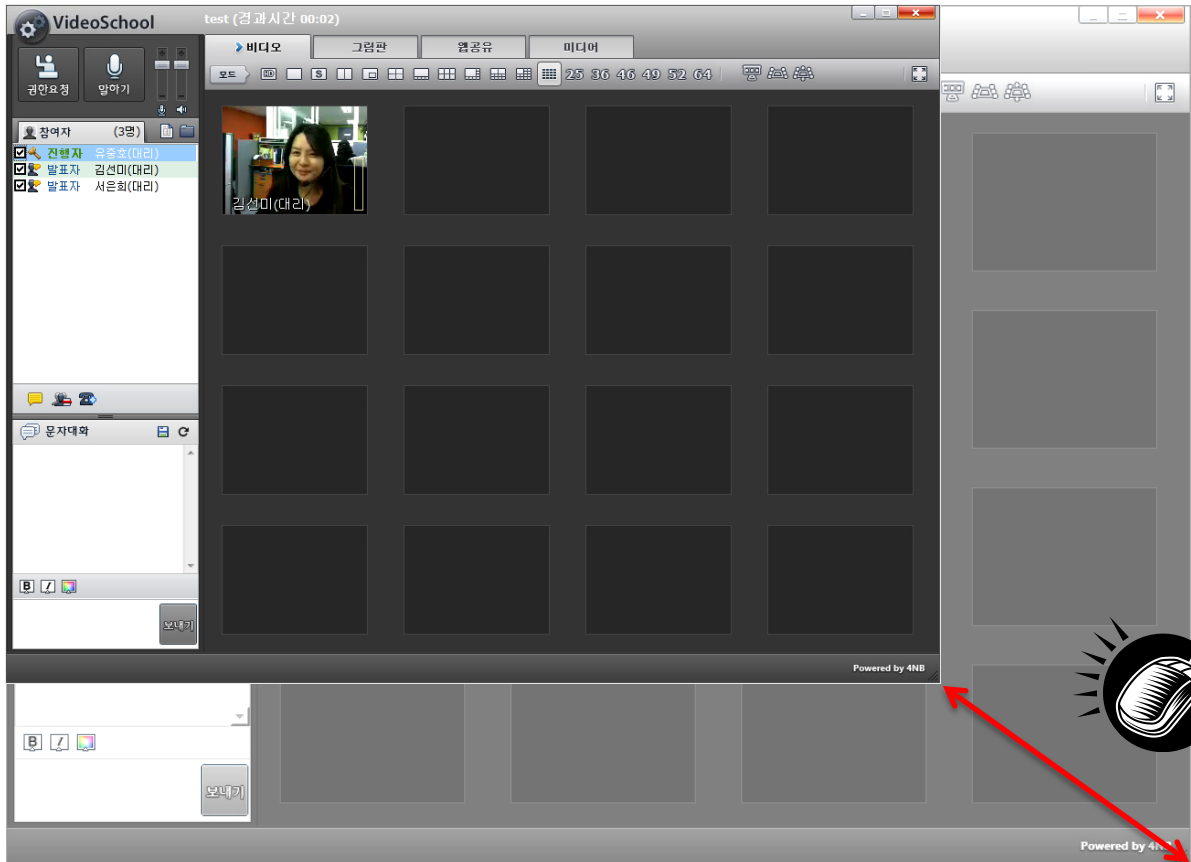 VideoSchool
test (경과시간 00:02)
비디오
그림판
앱공유
미디어
권한요청
말하기
모드
S
25 36 46 49 52 64
참여자 (3명)
진행자 유중호(대리)
발표자 김선미(대리)
발표자 서은희(대리)
김선미(대리)
문자대화
B I
보내기
Powered by 4NB
B I
보내기
Powered by